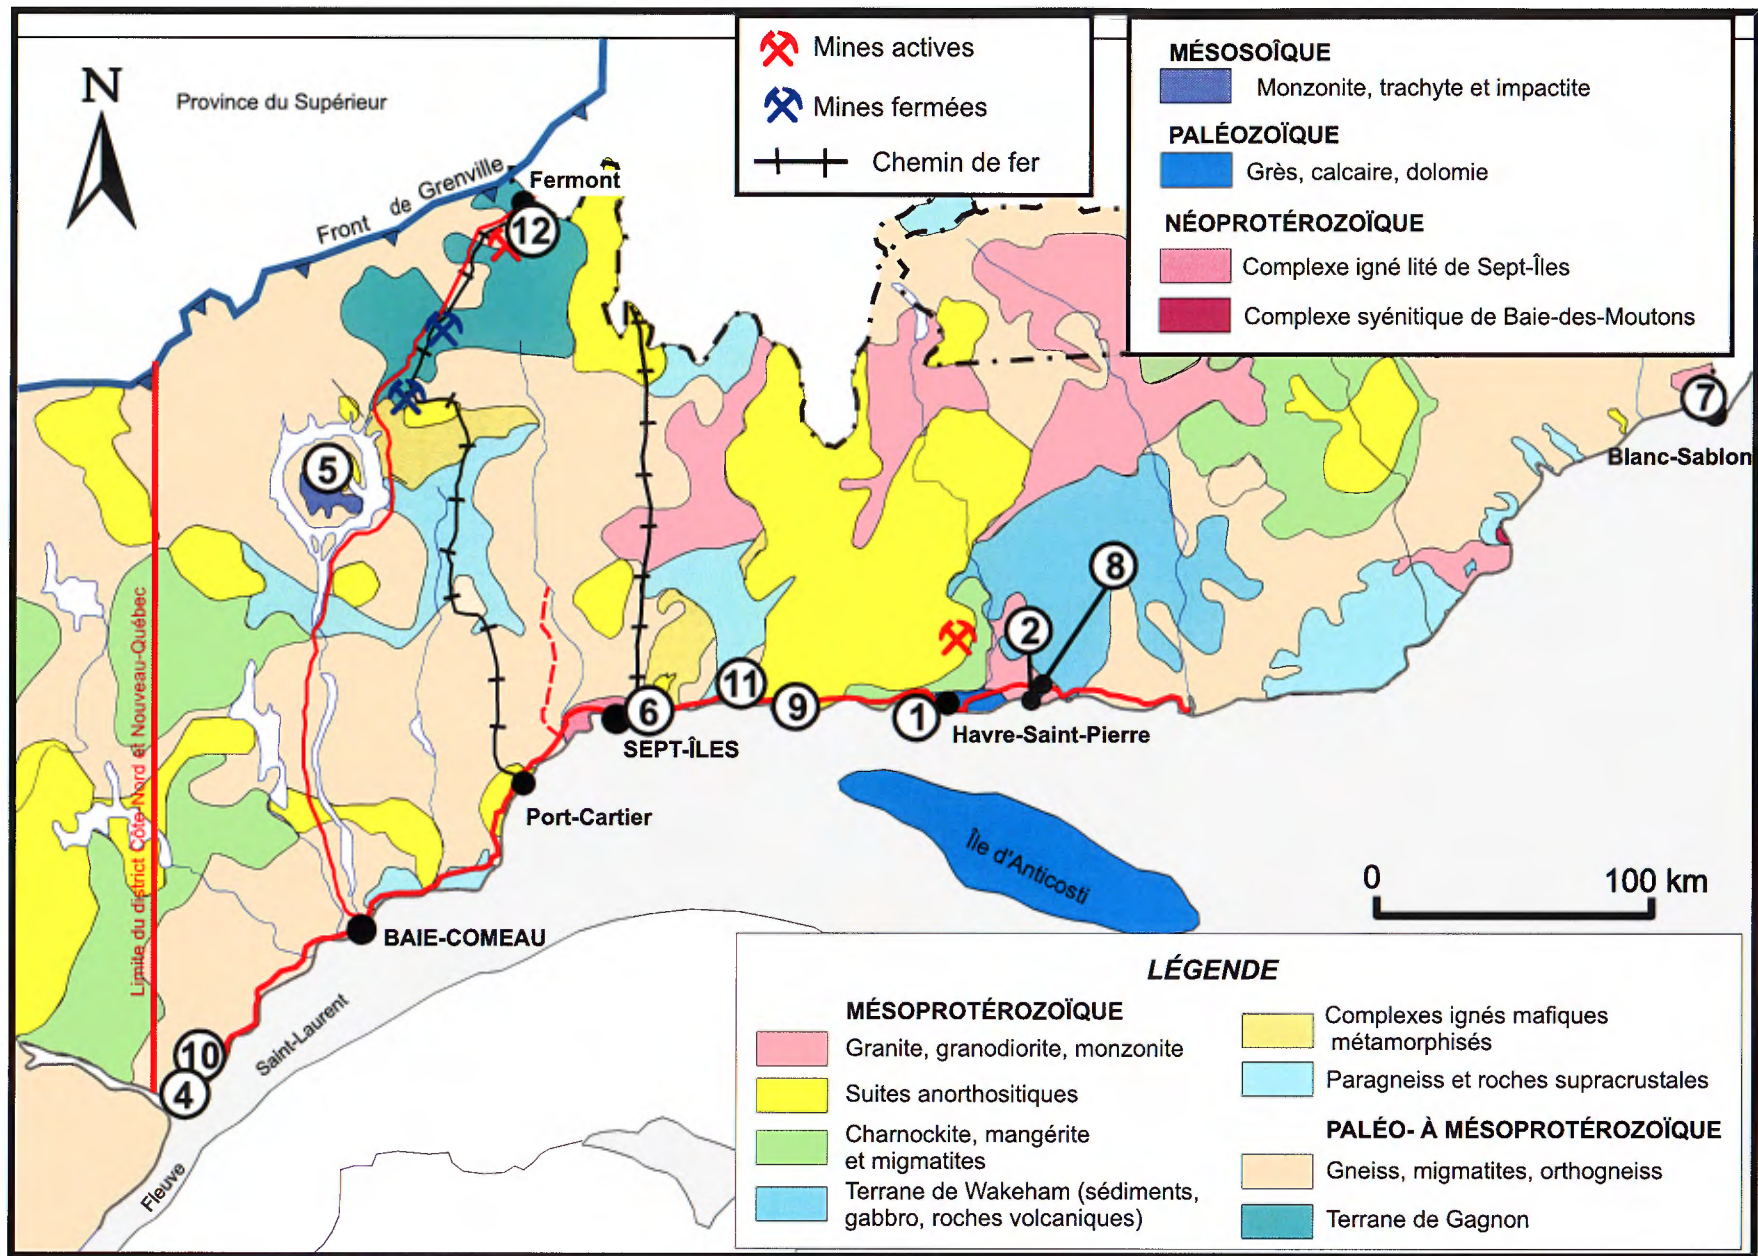 N
Province du Supérieur
Front de Grenville
Fermont
12
5
Mines actives
Mines fermées
Chemin de fer
MÉSOSOÎQUE
Monzonite, trachyte et impactite
PALÉOZOÏQUE
Grès, calcaire, dolomie
NÉOPROTÉROZOÏQUE
Complexe igné lité de Sept-Îles
Complexe syénitique de Baie-des-Moutons
7
Blanc-Sablon
8
2
11
6
9
1
SEPT-ÎLES
Havre-Saint-Pierre
Port-Cartier
Île d'Anticosti
0 100 km
Limite du district Côte-Nord et Nouveau-Québec
BAIE-COMEAU
10
4
Fleuve Saint-Laurent
LÉGENDE
MÉSOPROTÉROZOÏQUE
Granite, granodiorite, monzonite
Suites anorthositiques
Charnockite, mangérite
et migmatites
Terrane de Wakeham (sédiments,
gabbro, roches volcaniques)
Complexes ignés mafiques
métamorphisés
Paragneiss et roches supracrustales
PALÉO- À MÉSOPROTÉROZOÏQUE
Gneiss, migmatites, orthogneiss
Terrane de Gagnon